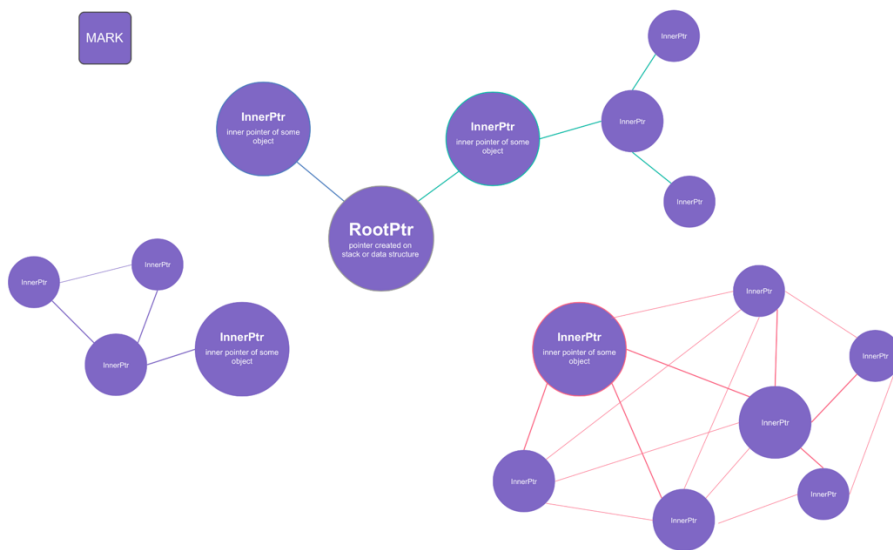 MARK
InnerPtr
InnerPtr
inner pointer of some
object
InnerPtr
inner pointer of some
object
InnerPtr
InnerPtr
RootPtr
pointer created on
stack or data structure
InnerPtr
InnerPtr
InnerPtr
inner pointer of some
object
InnerPtr
InnerPtr
InnerPtr
inner pointer of some
object
InnerPtr
InnerPtr
InnerPtr
InnerPtr
InnerPtr